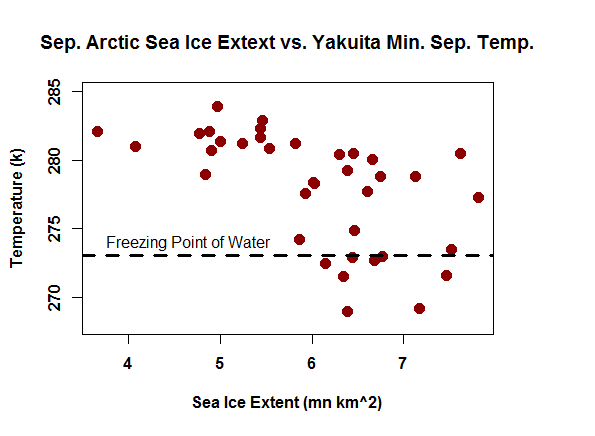 Sep. Arctic Sea Ice Extext vs. Yakuita Min. Sep. Temp.
285
280
275
270
Temperature (k)
Freezing Point of Water
4 5 6 7
Sea Ice Extent (mn km^2)